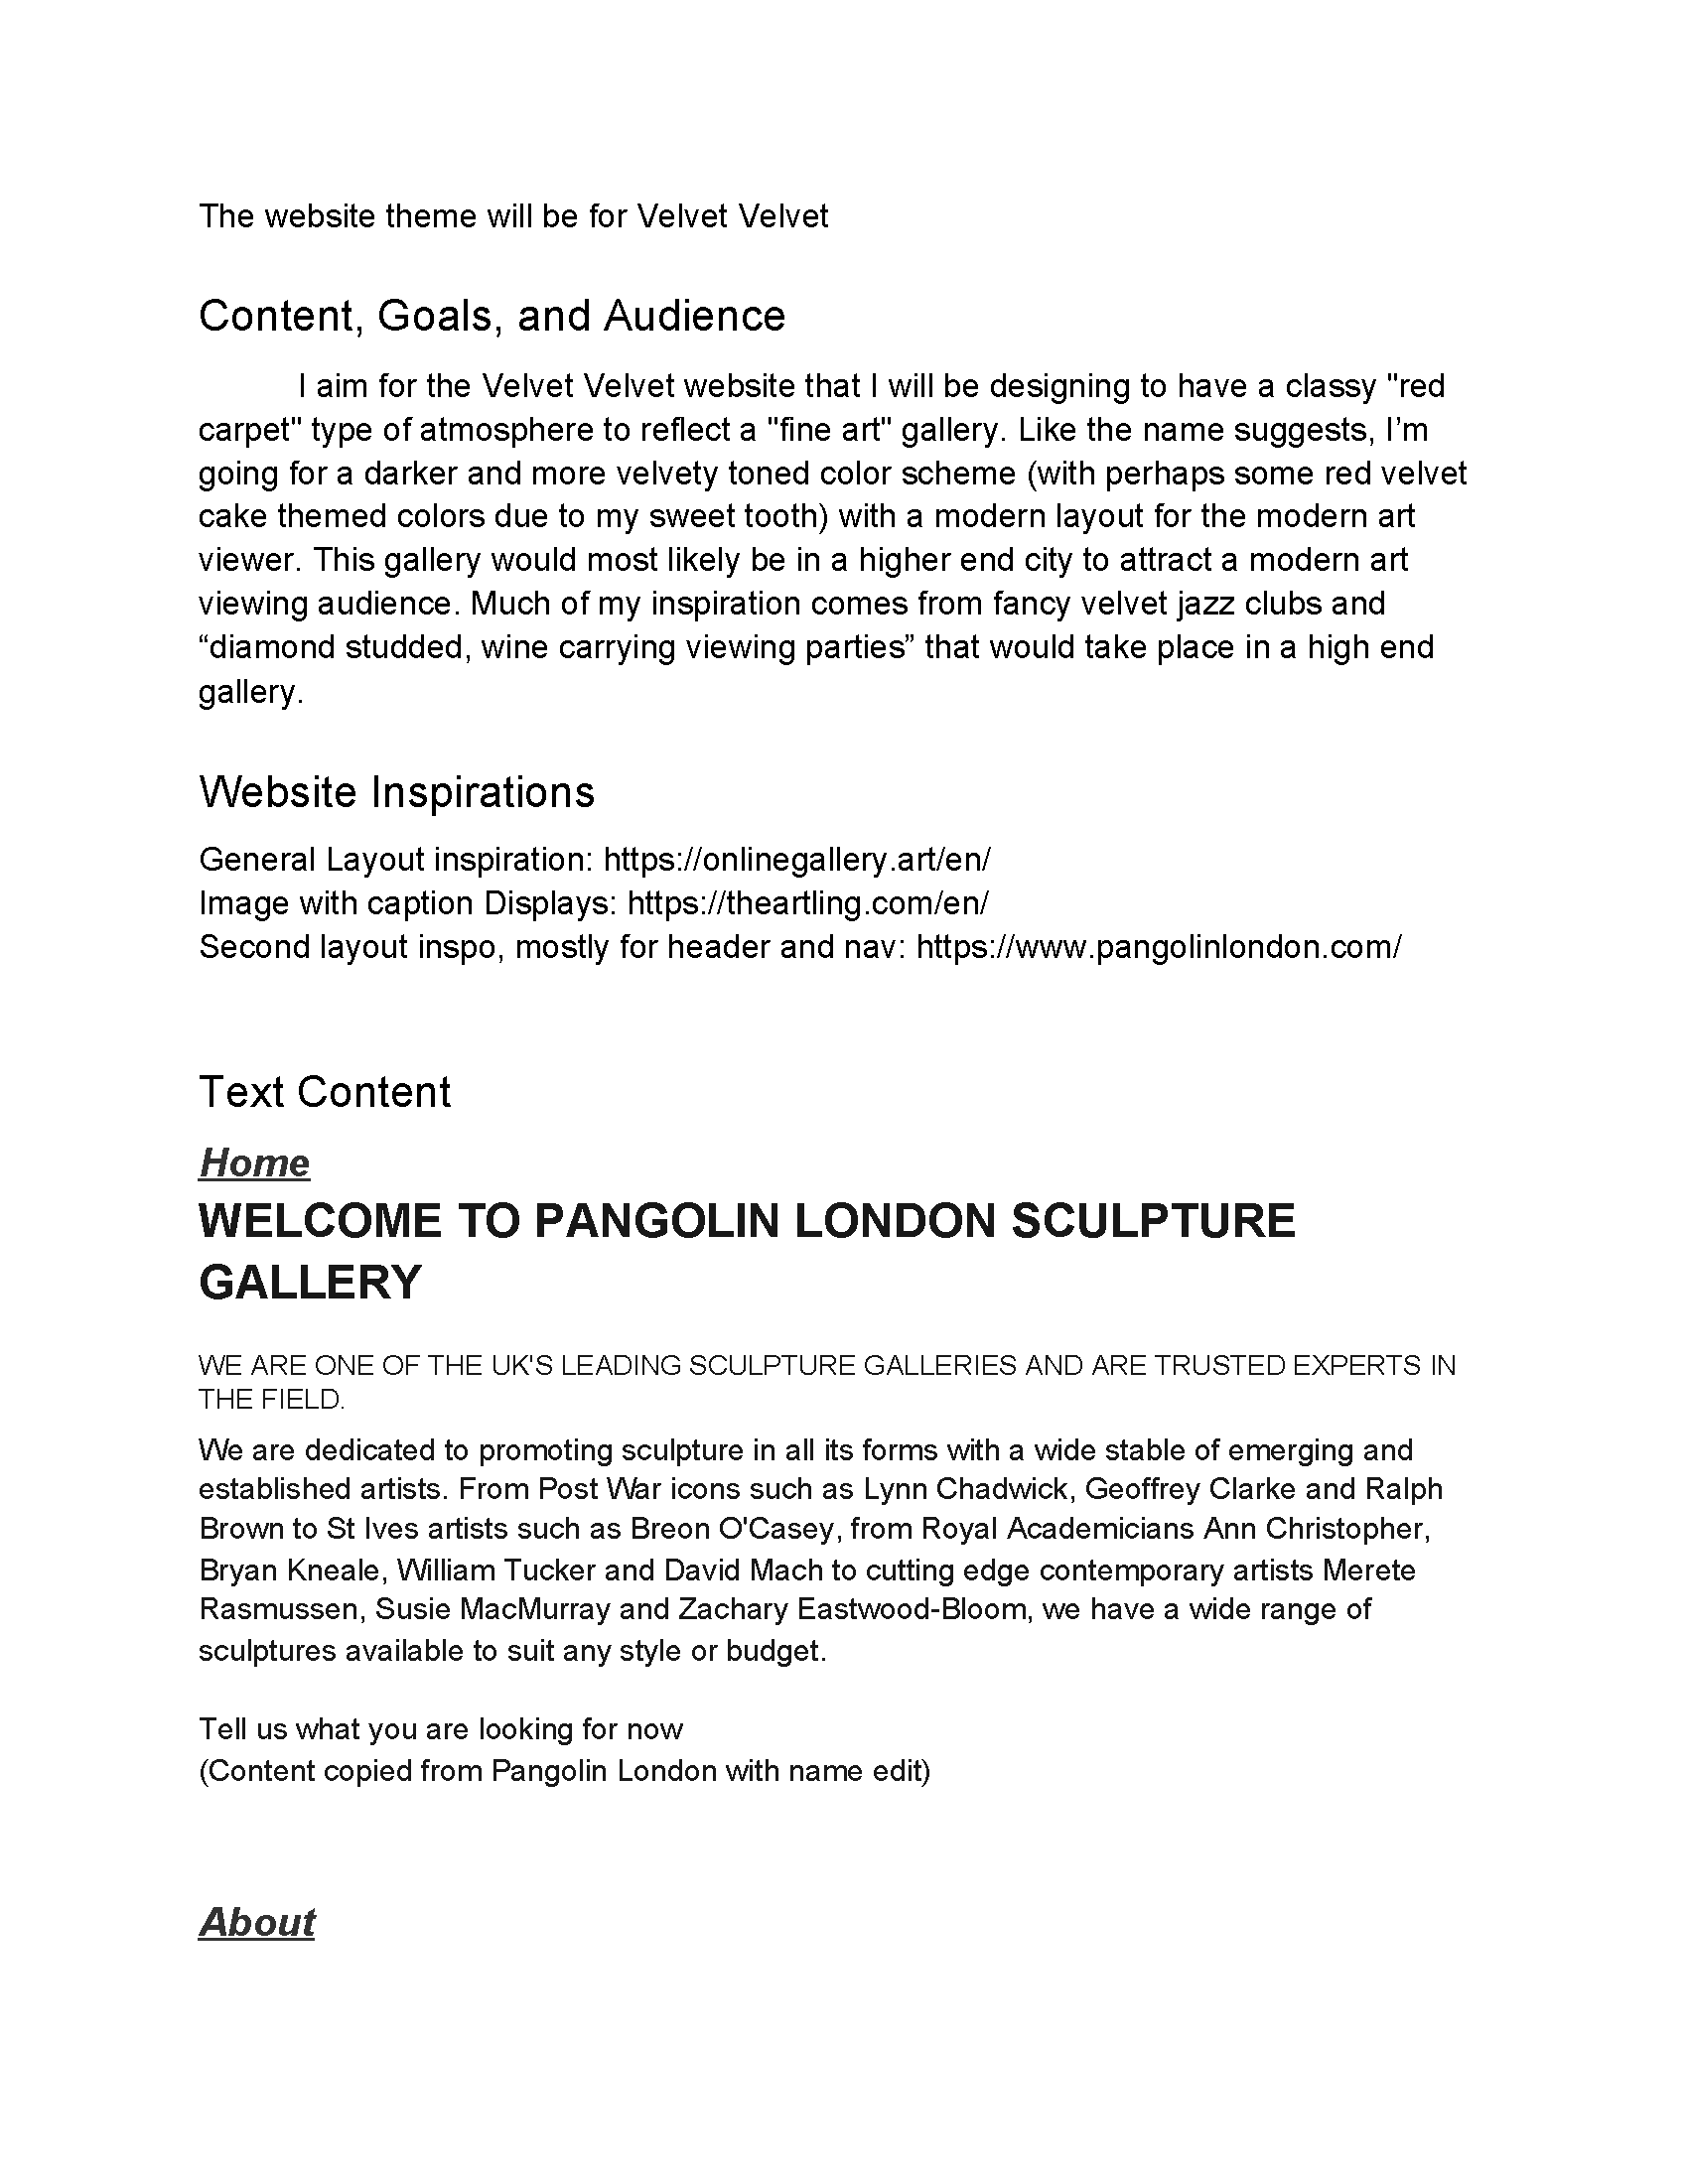 The website theme will be for Velvet Velvet
Content, Goals, and Audience
I aim for the Velvet Velvet website that I will be designing to have a classy "red
carpet" type of atmosphere to reflect a "fine art" gallery. Like the name suggests, I’m
going for a darker and more velvety toned color scheme (with perhaps some red velvet
cake themed colors due to my sweet tooth) with a modern layout for the modern art
viewer. This gallery would most likely be in a higher end city to attract a modern art
viewing audience. Much of my inspiration comes from fancy velvet jazz clubs and
“diamond studded, wine carrying viewing parties” that would take place in a high end
gallery.
Website Inspirations
General Layout inspiration: https://onlinegallery.art/en/
Image with caption Displays: https://theartling.com/en/
Second layout inspo, mostly for header and nav: https://www.pangolinlondon.com/
Text Content
Home
WELCOME TO PANGOLIN LONDON SCULPTURE
GALLERY
WE ARE ONE OF THE UK'S LEADING SCULPTURE GALLERIES AND ARE TRUSTED EXPERTS IN
THE FIELD.
We are dedicated to promoting sculpture in all its forms with a wide stable of emerging and
established artists. From Post War icons such as Lynn Chadwick, Geoffrey Clarke and Ralph
Brown to St Ives artists such as Breon O'Casey, from Royal Academicians Ann Christopher,
Bryan Kneale, William Tucker and David Mach to cutting edge contemporary artists Merete
Rasmussen, Susie MacMurray and Zachary Eastwood-Bloom, we have a wide range of
sculptures available to suit any style or budget.
Tell us what you are looking for now
(Content copied from Pangolin London with name edit)
About